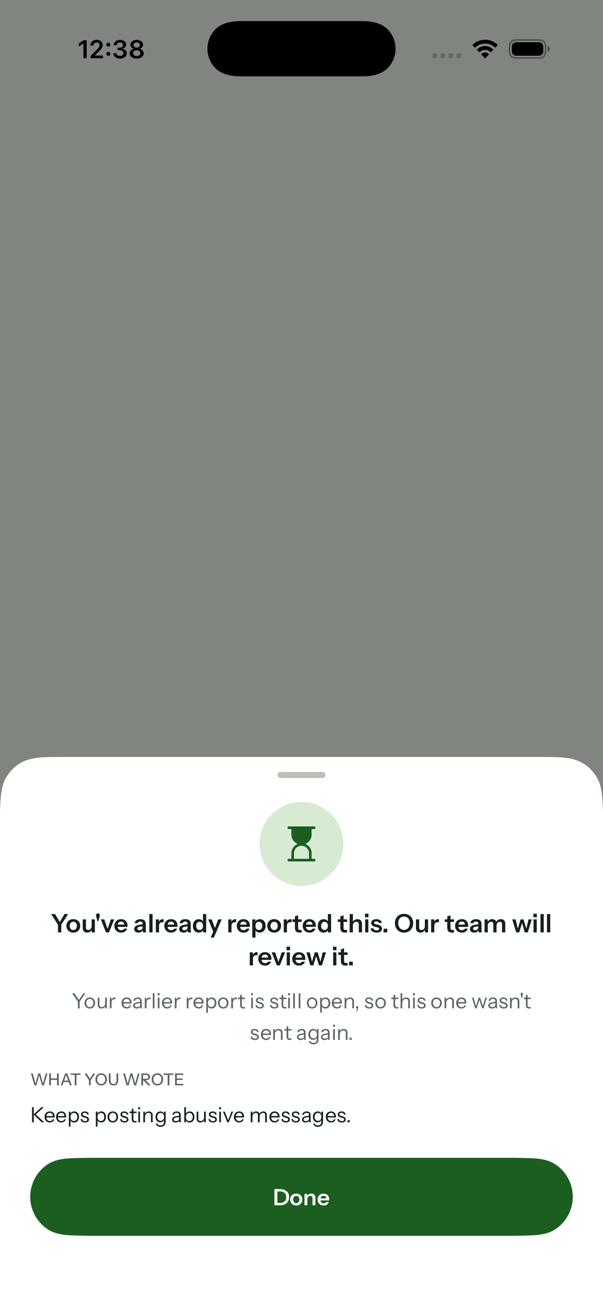 12:38
You've already reported this. Our team will
review it.
Your earlier report is still open, so this one wasn't
sent again.
WHAT YOU WROTE
Keeps posting abusive messages.
Done